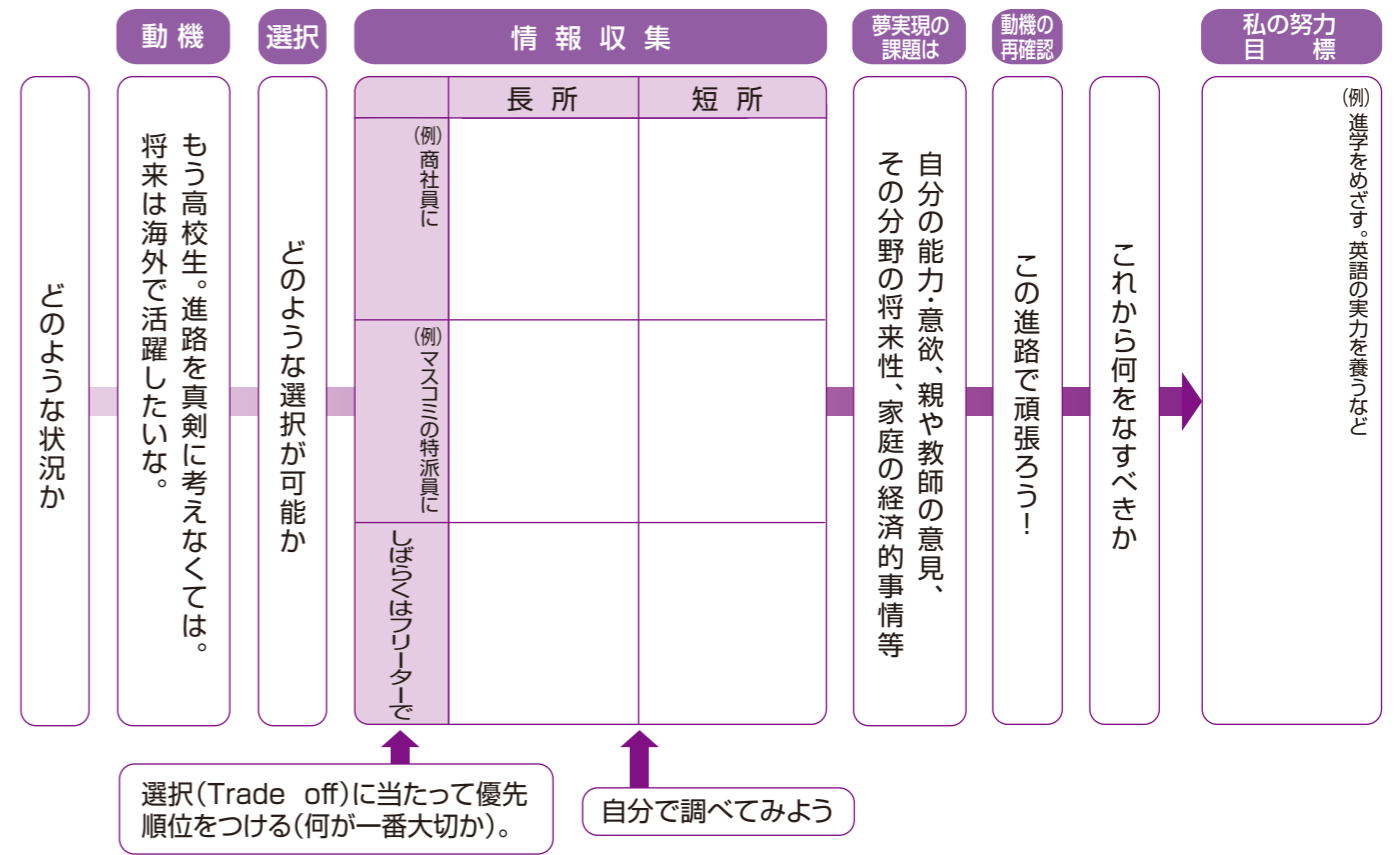 動機
選択
情報収集
夢実現の
課題は
動機の
再確認
私の努力
目標
どのような状況か
もう高校生。進路を真剣に考えなくては。
将来は海外で活躍したいな。
どのような選択が可能か
長所
短所
(例)商社員に
(例)マスコミの特派員に
しばらくはフリーターで
自分の能力・意欲、親や教師の意見、
その分野の将来性、家庭の経済的事情等
この進路で頑張ろう!
これから何をなすべきか
(例)進学をめざす。英語の実力を養うなど
選択(Trade off)に当たって優先
順位をつける(何が一番大切か)。
自分で調べてみよう